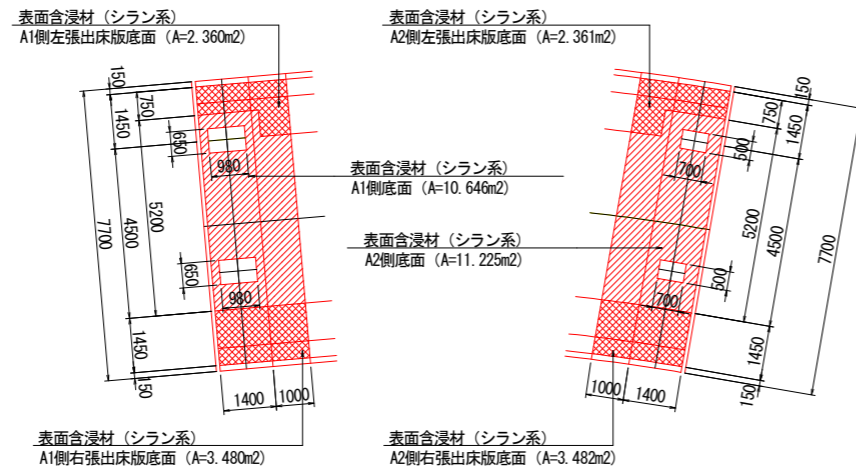 表面含浸材（シラン系）
A1側左張出床版底面（A=2.360m2）
表面含浸材（シラン系）
A2側左張出床版底面（A=2.361m2）
150
750
1450
650
980
5200
4500
7700
650
980
1450
150
1400
1000
表面含浸材（シラン系）
A1側底面（A=10.646m2）
表面含浸材（シラン系）
A2側底面（A=11.225m2）
150
750
1450
500
700
5200
4500
7700
500
700
1450
150
1000
1400
表面含浸材（シラン系）
A1側右張出床版底面（A=3.480m2）
表面含浸材（シラン系）
A2側右張出床版底面（A=3.482m2）